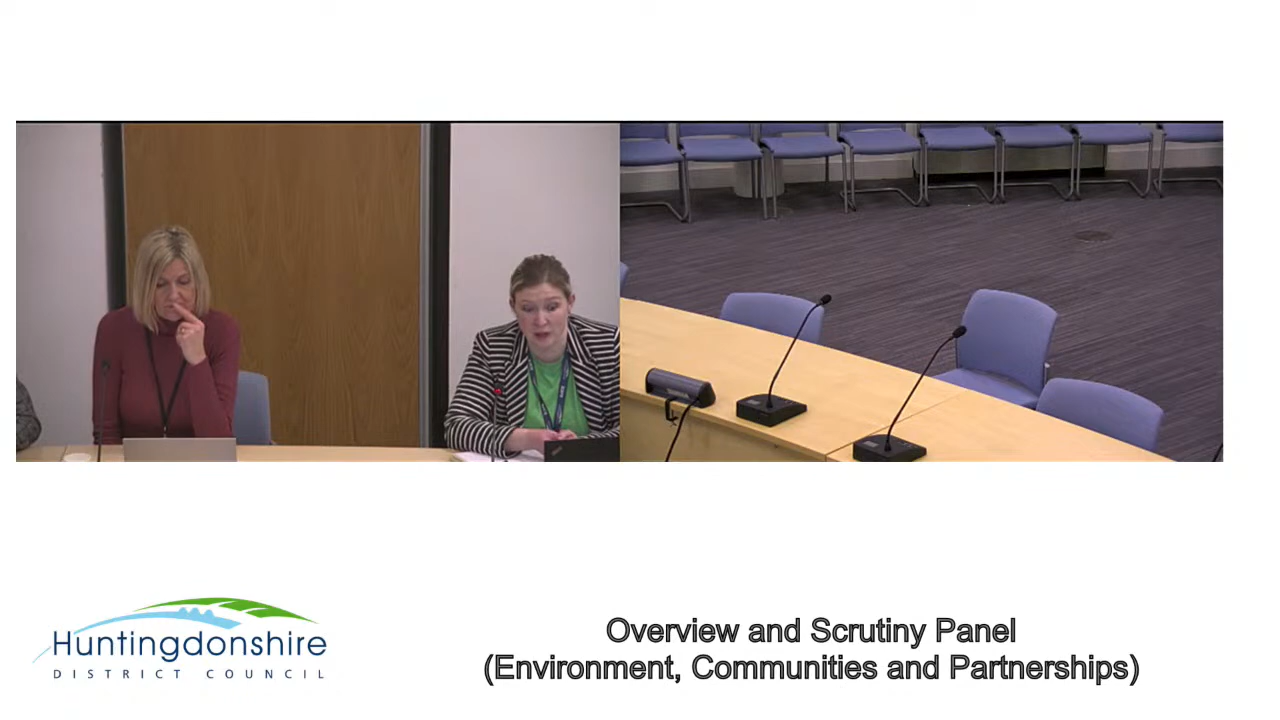 Huntingdonshire
DISTRICT COUNCIL
Overview and Scrutiny Panel
(Environment, Communities and Partnerships)